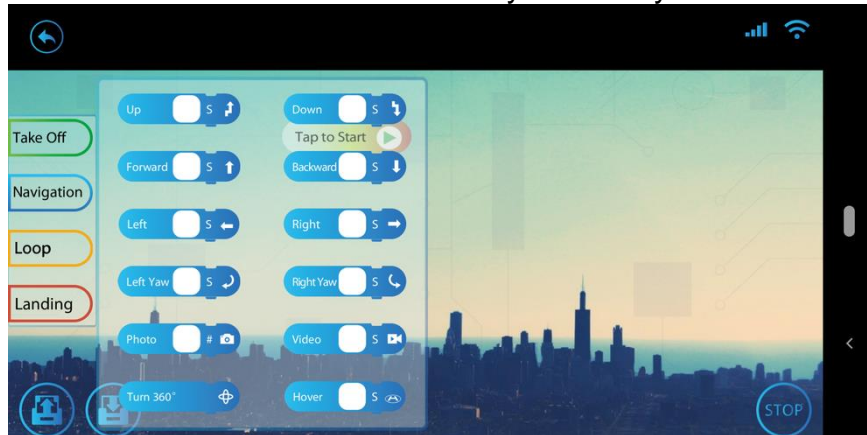 Up S Down S
Take Off Tap to Start
Forward S Backward S
Navigation
Left S Right S
Loop
Left Yaw S Right Yaw S
Landing
Photo # Video S
Turn 360° Hover S
STOP